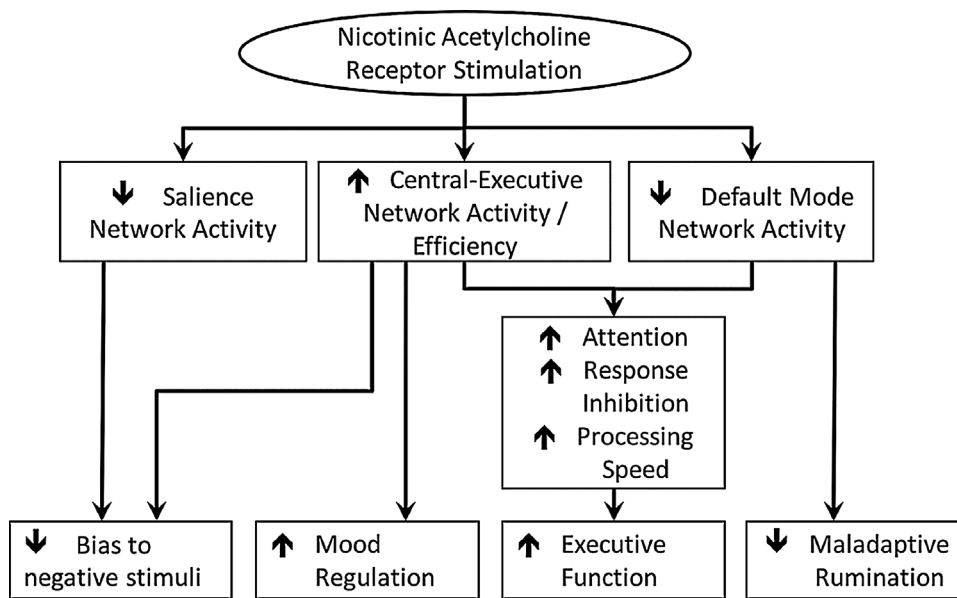 Nicotinic Acetylcholine
Receptor Stimulation
↓ Salience
Network Activity
↑ Central-Executive
Network Activity /
Efficiency
↓ Default Mode
Network Activity
↑ Attention
↑ Response
Inhibition
↑ Processing
Speed
↓ Bias to
negative stimuli
↑ Mood
Regulation
↑ Executive
Function
↓ Maladaptive
Rumination